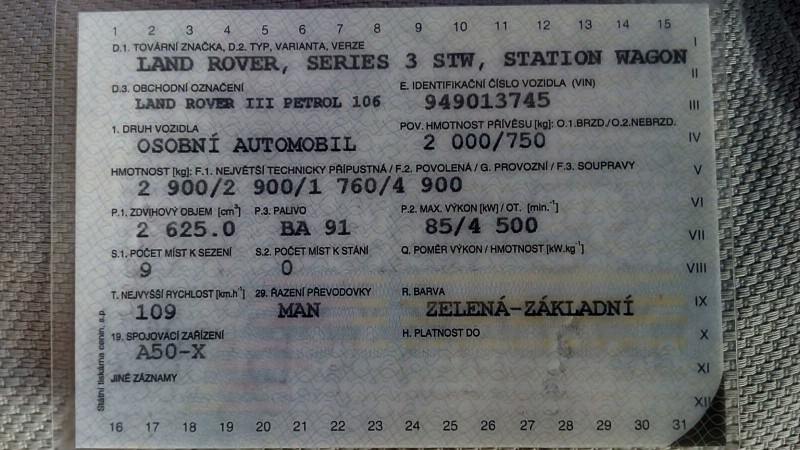 1 2 3 4 5 6 7 8 9 10 11 12 13 14 15
D.1. TOVÁRNÍ ZNAČKA, D.2. TYP, VARIANTA, VERZE
I
LAND ROVER, SERIES 3 STW, STATION WAGON
II
D.3. OBCHODNÍ OZNAČENÍ E. IDENTIFIKAČNÍ ČÍSLO VOZIDLA (VIN)
LAND ROVER III PETROL 106 949013745
III
1. DRUH VOZIDLA POV. HMOTNOST PŘÍVĚSU [kg]: O.1.BRZD./O.2.NEBRZD.
OSOBNÍ AUTOMOBIL 2 000/750
IV
HMOTNOST [kg]: F.1. NEJVĚTŠÍ TECHNICKY PŘÍPUSTNÁ / F.2. POVOLENÁ / G. PROVOZNÍ / F.3. SOUPRAVY
V
2 900/2 900/1 760/4 900
VI
P.1. ZDVIHOVÝ OBJEM [cm³] P.3. PALIVO P.2. MAX. VÝKON [kW] / OT. [min.⁻¹]
2 625.0 BA 91 85/4 500
VII
S.1. POČET MÍST K SEZENÍ S.2. POČET MÍST K STÁNÍ Q. POMĚR VÝKON / HMOTNOST [kW.kg⁻¹]
9 0
VIII
T. NEJVYŠŠÍ RYCHLOST [km.h⁻¹] 29. ŘAZENÍ PŘEVODOVKY R. BARVA
109 MAN ZELENÁ-ZÁKLADNÍ
IX
19. SPOJOVACÍ ZAŘÍZENÍ H. PLATNOST DO
X
A50-X
XI
JINÉ ZÁZNAMY
XII
16 17 18 19 20 21 22 23 24 25 26 27 28 29 30 31
Státní tiskárna cenin, s.p.